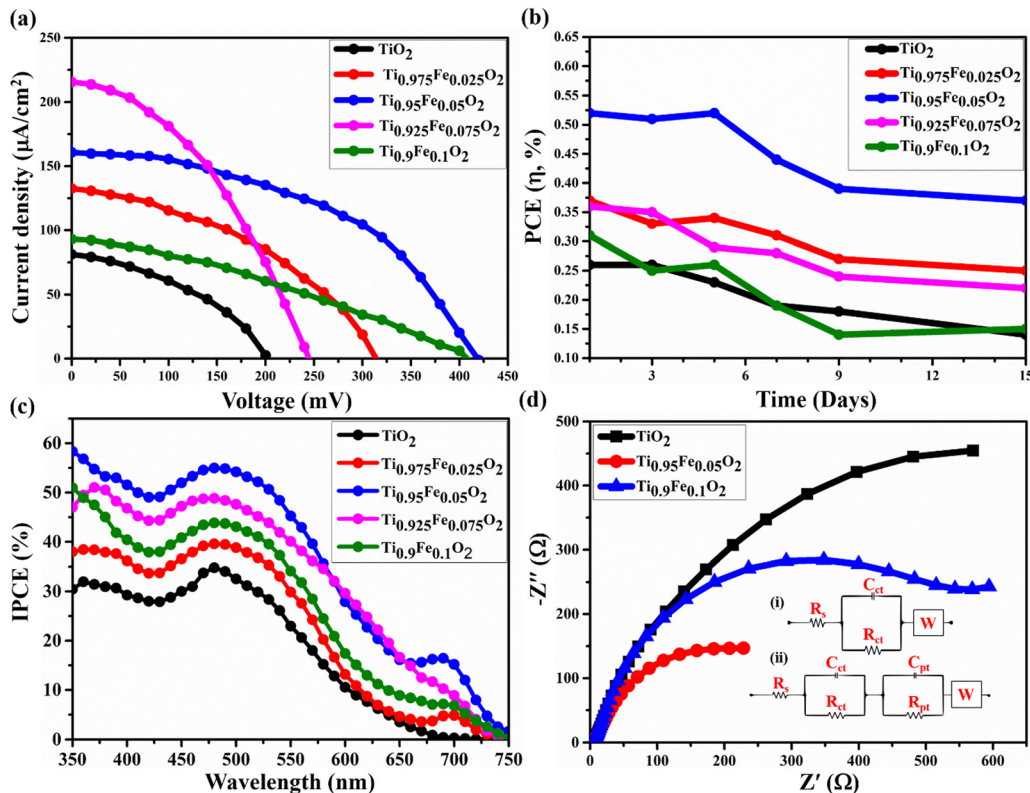 (a)
250
200
150
100
50
0
0 50 100 150 200 250 300 350 400 450
Current density (µA/cm²)
Voltage (mV)
TiO₂
Ti₀.₉₇₅Fe₀.₀₂₅O₂
Ti₀.₉₅Fe₀.₀₅O₂
Ti₀.₉₂₅Fe₀.₀₇₅O₂
Ti₀.₉Fe₀.₁O₂
(b)
0.65
0.60
0.55
0.50
0.45
0.40
0.35
0.30
0.25
0.20
0.15
0.10
3 6 9 12 15
PCE (η, %)
Time (Days)
TiO₂
Ti₀.₉₇₅Fe₀.₀₂₅O₂
Ti₀.₉₅Fe₀.₀₅O₂
Ti₀.₉₂₅Fe₀.₀₇₅O₂
Ti₀.₉Fe₀.₁O₂
(c)
60
50
40
30
20
10
0
350 400 450 500 550 600 650 700 750
IPCE (%)
Wavelength (nm)
TiO₂
Ti₀.₉₇₅Fe₀.₀₂₅O₂
Ti₀.₉₅Fe₀.₀₅O₂
Ti₀.₉₂₅Fe₀.₀₇₅O₂
Ti₀.₉Fe₀.₁O₂
(d)
500
400
300
200
100
0
0 100 200 300 400 500 600 700
-Z″ (Ω)
Z′ (Ω)
TiO₂
Ti₀.₉₅Fe₀.₀₅O₂
Ti₀.₉Fe₀.₁O₂
(i)
Cct
Rs
W
Rct
(ii)
Cct Cpt
Rs
W
Rct Rpt